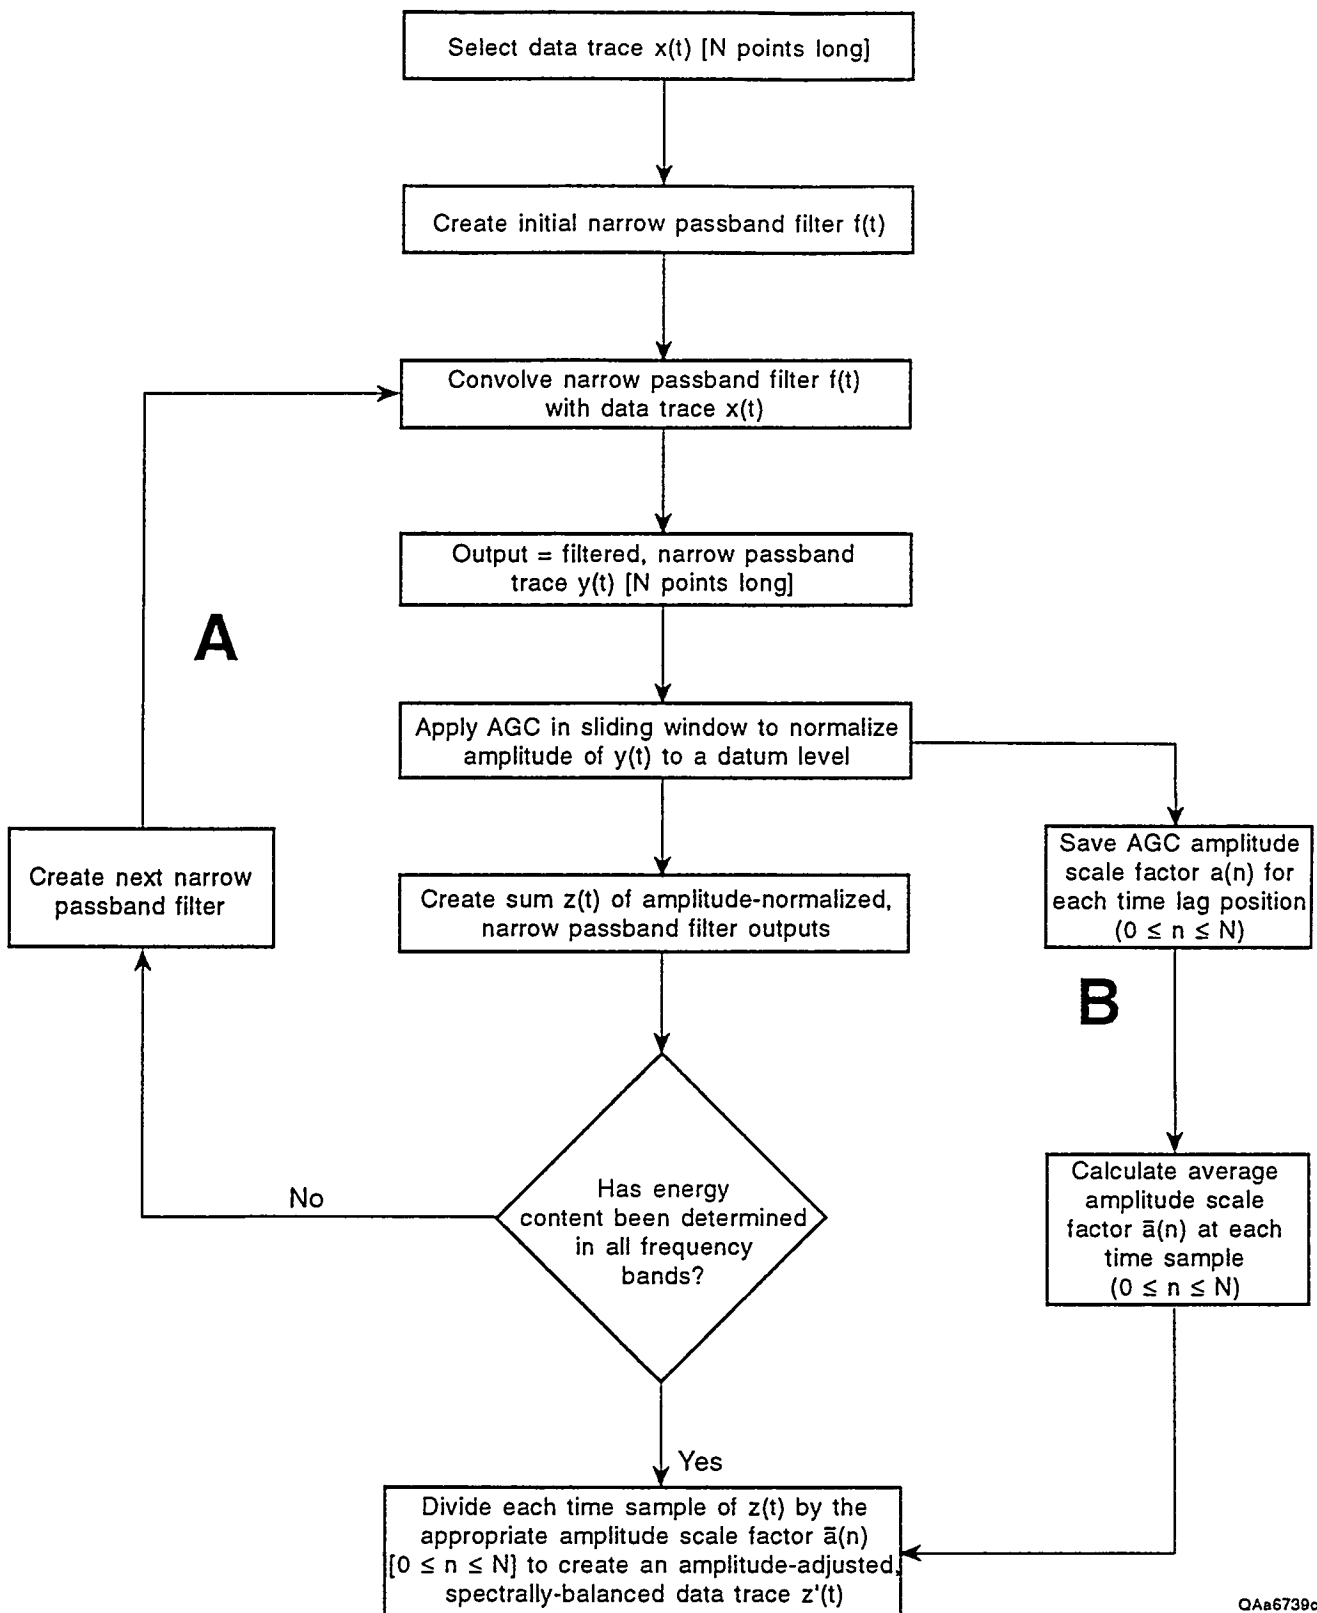 Select data trace x(t) [N points long]
Create initial narrow passband filter f(t)
Convolve narrow passband filter f(t)
with data trace x(t)
Output = filtered, narrow passband
trace y(t) [N points long]
A
Apply AGC in sliding window to normalize
amplitude of y(t) to a datum level
Create next narrow
passband filter
Save AGC amplitude
scale factor a(n) for
each time lag position
(0 ≤ n ≤ N)
Create sum z(t) of amplitude-normalized,
narrow passband filter outputs
B
No
Has energy
content been determined
in all frequency
bands?
Calculate average
amplitude scale
factor ā(n) at each
time sample
(0 ≤ n ≤ N)
Yes
Divide each time sample of z(t) by the
appropriate amplitude scale factor ā(n)
[0 ≤ n ≤ N] to create an amplitude-adjusted,
spectrally-balanced data trace z'(t)
QAa6739c